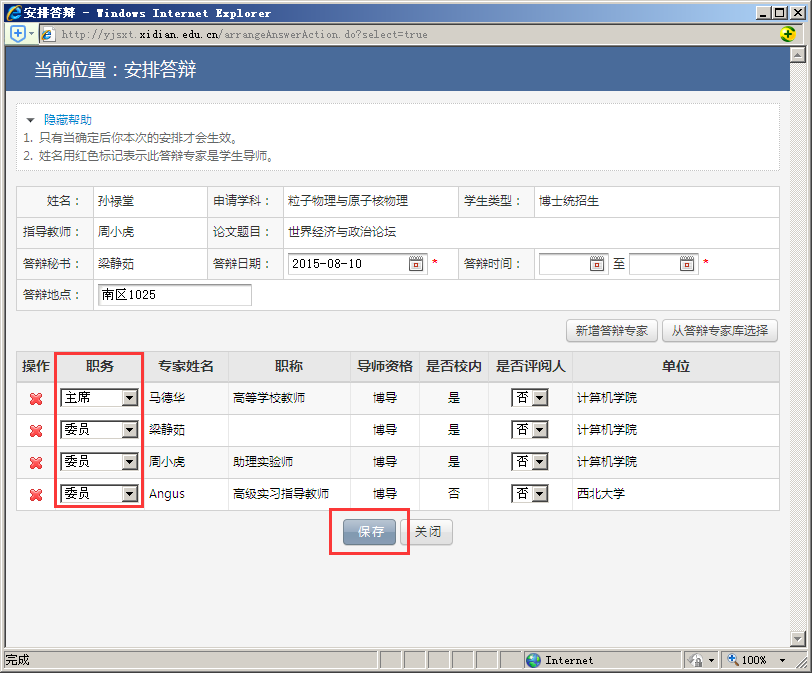 安排答辩 - Windows Internet Explorer
http://yjsxt.xidian.edu.cn/arrangeAnswerAction.do?select=true
当前位置：安排答辩
隐藏帮助
1. 只有当确定后你本次的安排才会生效。
2. 姓名用红色标记表示此答辩专家是学生导师。
姓名： 孙禄堂 申请学科： 粒子物理与原子核物理 学生类型： 博士统招生
指导教师： 周小虎 论文题目： 世界经济与政治论坛
答辩秘书： 梁静茹 答辩日期： 2015-08-10 * 答辩时间： 至 *
答辩地点： 南区1025
新增答辩专家 从答辩专家库选择
操作 职务 专家姓名 职称 导师资格 是否校内 是否评阅人 单位
主席 马德华 高等学校教师 博导 是 否 计算机学院
委员 梁静茹 博导 是 否 计算机学院
委员 周小虎 助理实验师 博导 是 否 计算机学院
委员 Angus 高级实习指导教师 博导 否 否 西北大学
保存 关闭
完成 Internet 100%